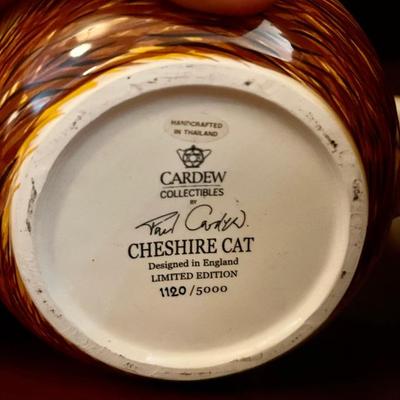 HANDCRAFTED
IN THAILAND
CARDEW
COLLECTIBLES
BY
Paul Cardew.
CHESHIRE CAT
Designed in England
LIMITED EDITION
1120/5000